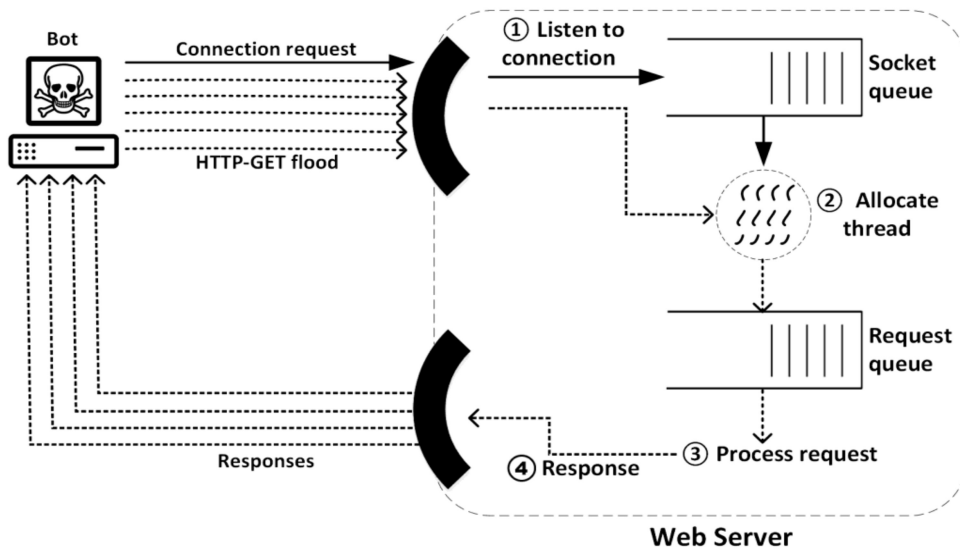 Bot
Connection request
HTTP-GET flood
① Listen to
connection
Socket
queue
② Allocate
thread
Request
queue
③ Process request
④ Response
Responses
Web Server